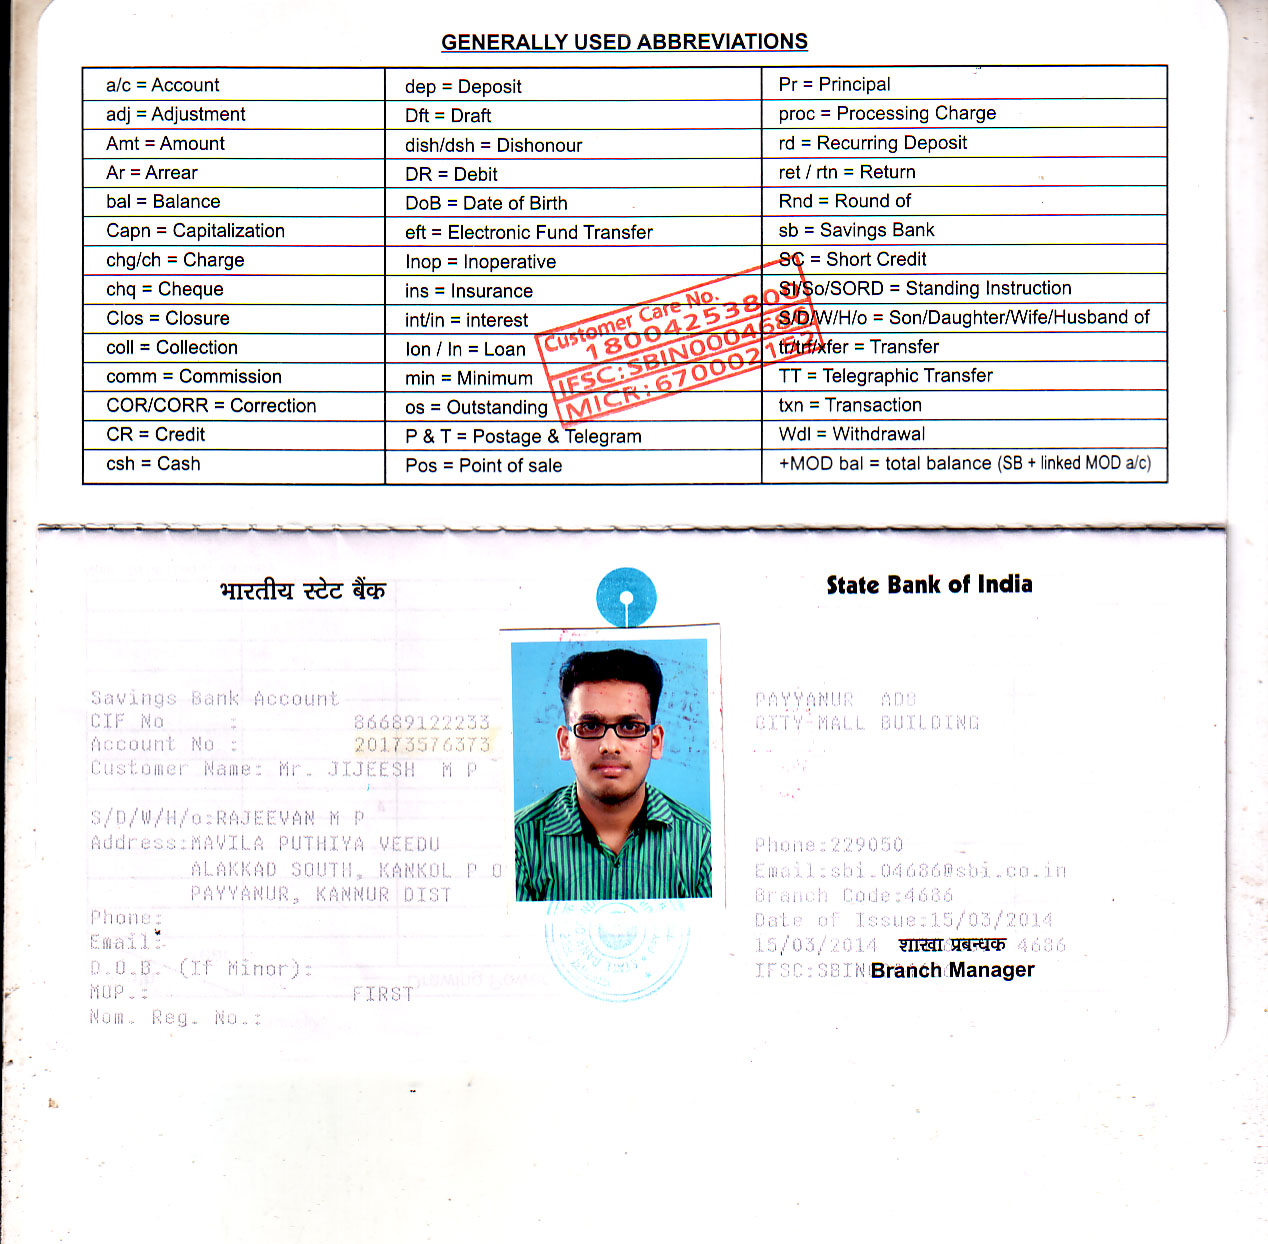 GENERALLY USED ABBREVIATIONS
a/c = Account
adj = Adjustment
Amt = Amount
Ar = Arrear
bal = Balance
Capn = Capitalization
chg/ch = Charge
chq = Cheque
Clos = Closure
coll = Collection
comm = Commission
COR/CORR = Correction
CR = Credit
csh = Cash
dep = Deposit
Dft = Draft
dish/dsh = Dishonour
DR = Debit
DoB = Date of Birth
eft = Electronic Fund Transfer
Inop = Inoperative
ins = Insurance
int/in = interest
lon / ln = Loan
min = Minimum
os = Outstanding
P & T = Postage & Telegram
Pos = Point of sale
Pr = Principal
proc = Processing Charge
rd = Recurring Deposit
ret / rtn = Return
Rnd = Round of
sb = Savings Bank
SC = Short Credit
SI/So/SORD = Standing Instruction
S/D/W/H/o = Son/Daughter/Wife/Husband of
tr/trf/xfer = Transfer
TT = Telegraphic Transfer
txn = Transaction
Wdl = Withdrawal
+MOD bal = total balance (SB + linked MOD a/c)
Customer Care No.
18004253800
IFSC:SBIN0004686
MICR:670002152
भारतीय स्टेट बैंक
State Bank of India
Savings Bank Account
CIF No : 86689122233
Account No : 20173576373
Customer Name: Mr. JIJEESH M P
S/D/W/H/o:RAJEEVAN M P
Address:MAVILA PUTHIYA VEEDU
ALAKKAD SOUTH, KANKOL P O
PAYYANUR, KANNUR DIST
Phone:
Email:
D.O.B. (If Minor):
MOP.: FIRST
Nom. Reg. No.:
PAYYANUR ADB
CITY MALL BUILDING
Phone:229050
Email:sbi.04686@sbi.co.in
Branch Code:4686
Date of Issue:15/03/2014
15/03/2014 शाखा प्रबन्धक 4686
IFSC:SBIN
Branch Manager